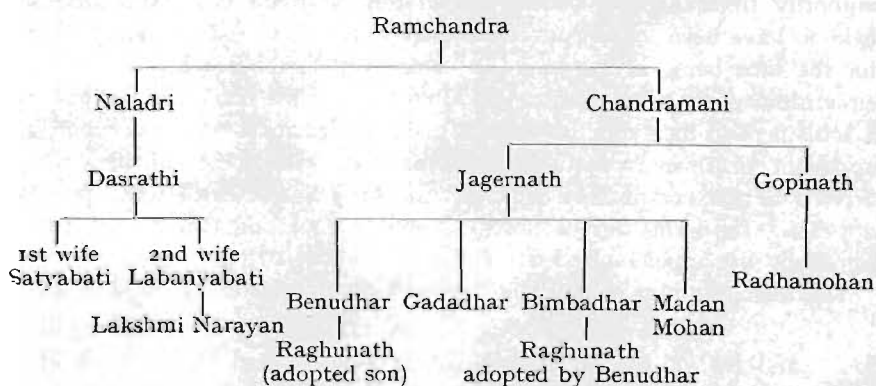 Ramchandra
Naladri
Chandramani
Dasrathi
Jagernath
Gopinath
1st wife
Satyabati
2nd wife
Labanyabati
Radhamohan
Benudhar
Gadadhar
Bimbadhar
Madan
Mohan
Lakshmi Narayan
Raghunath
(adopted son)
Raghunath
adopted by Benudhar